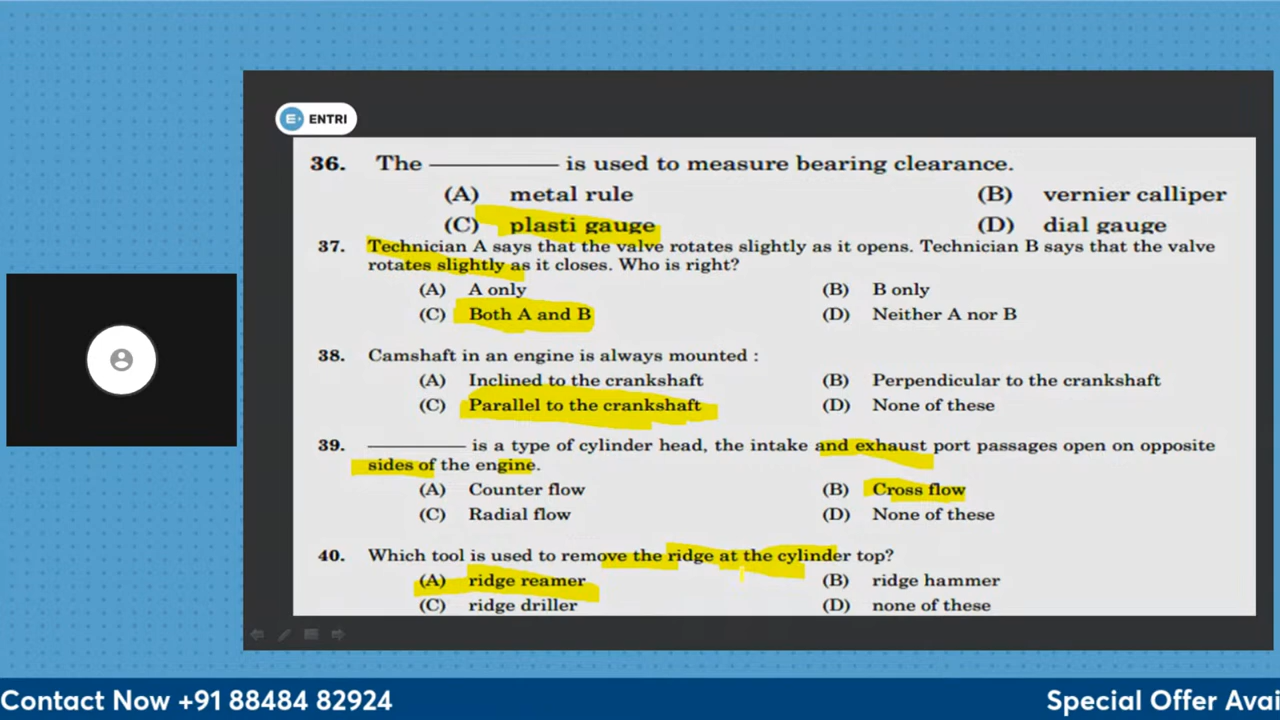 E ENTRI
36. The ________ is used to measure bearing clearance.
(A) metal rule (B) vernier calliper
(C) plasti gauge (D) dial gauge
37. Technician A says that the valve rotates slightly as it opens. Technician B says that the valve
rotates slightly as it closes. Who is right?
(A) A only (B) B only
(C) Both A and B (D) Neither A nor B
38. Camshaft in an engine is always mounted :
(A) Inclined to the crankshaft (B) Perpendicular to the crankshaft
(C) Parallel to the crankshaft (D) None of these
39. ________ is a type of cylinder head, the intake and exhaust port passages open on opposite
sides of the engine.
(A) Counter flow (B) Cross flow
(C) Radial flow (D) None of these
40. Which tool is used to remove the ridge at the cylinder top?
(A) ridge reamer (B) ridge hammer
(C) ridge driller (D) none of these
Contact Now +91 88484 82924 Special Offer Avai